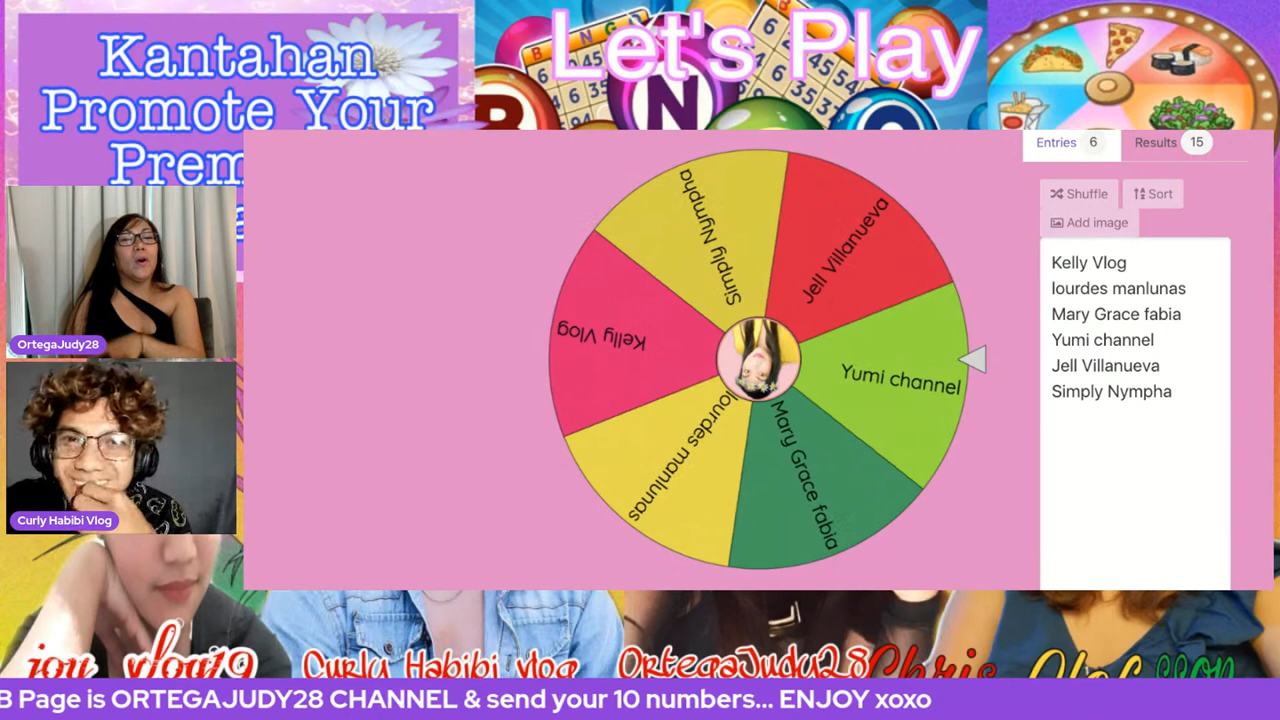 Kantahan
Promote Your
Prem
Let's Play
B I N G
N
Entries 6
Results 15
Shuffle
Sort
Add image
Kelly Vlog
lourdes manlunas
Mary Grace fabia
Yumi channel
Jell Villanueva
Simply Nympha
Simply Nympha
Jell Villanueva
Kelly Vlog
Yumi channel
lourdes manlunas
Mary Grace fabia
OrtegaJudy28
Curly Habibi Vlog
joy vlog19
Curly Habibi vlog
OrtegaJudy28
Chris
B Page is ORTEGAJUDY28 CHANNEL & send your 10 numbers... ENJOY xoxo